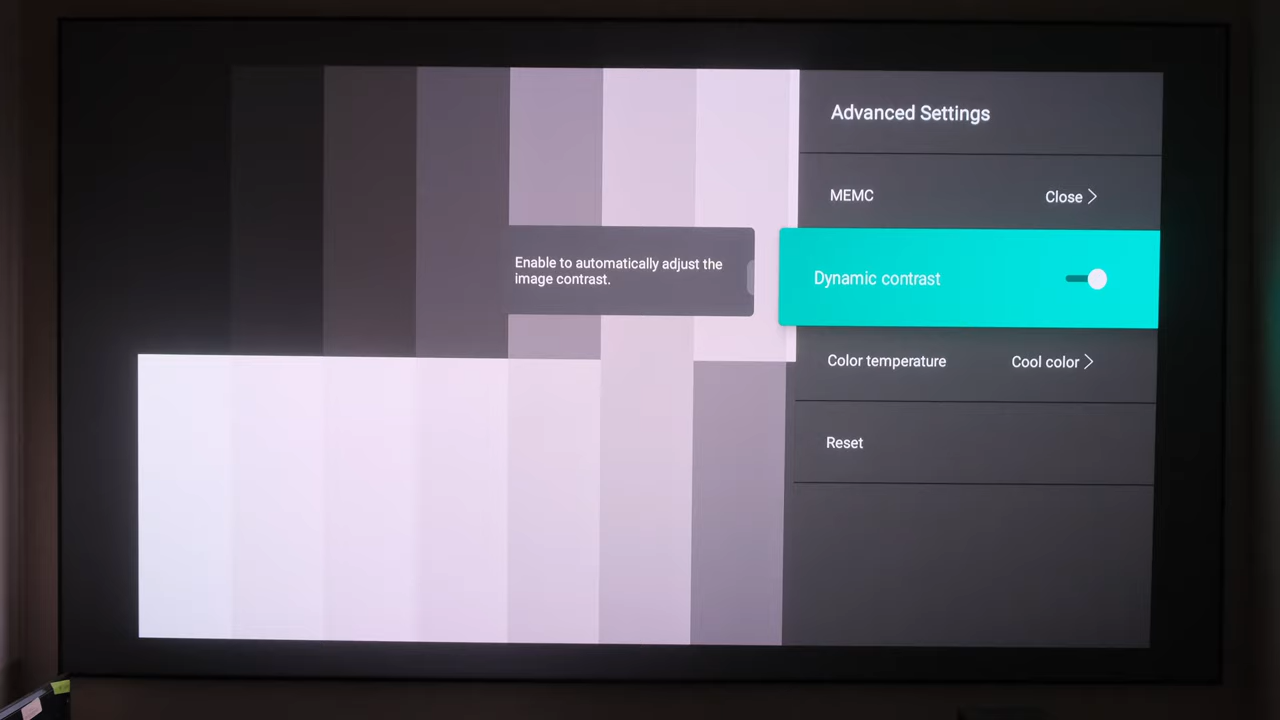 Advanced Settings
MEMC Close
Enable to automatically adjust the
image contrast.
Dynamic contrast
Color temperature Cool color
Reset